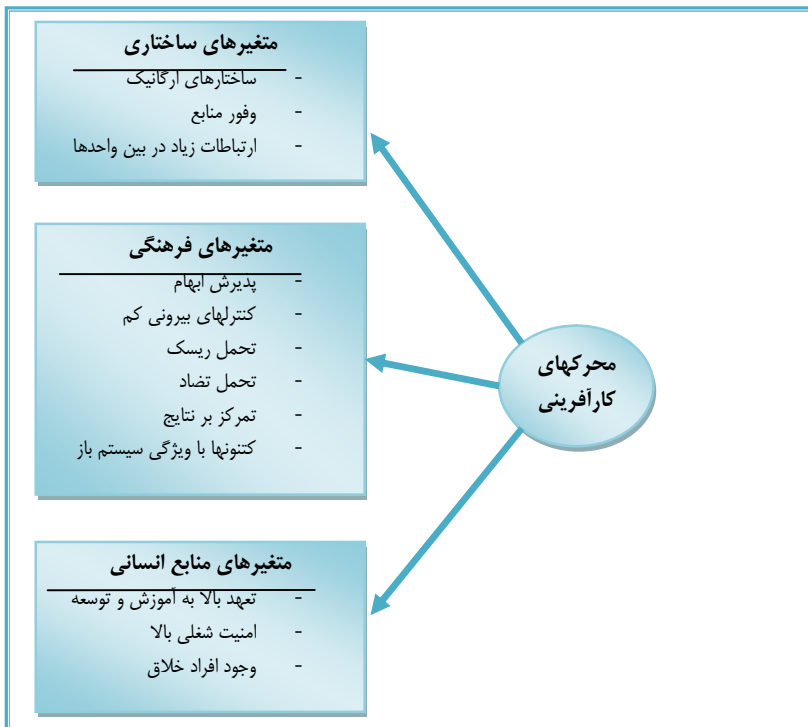 متغیرهای ساختاری
- ساختارهای ارگانیک
- وفور منابع
- ارتباطات زیاد در بین واحدها
متغیرهای فرهنگی
- پذیرش ابهام
- کنترلهای بیرونی کم
- تحمل ریسک
- تحمل تضاد
- تمرکز بر نتایج
- کتنونها با ویژگی سیستم باز
محرکهای
کارآفرینی
متغیرهای منابع انسانی
- تعهد بالا به آموزش و توسعه
- امنیت شغلی بالا
- وجود افراد خلاق